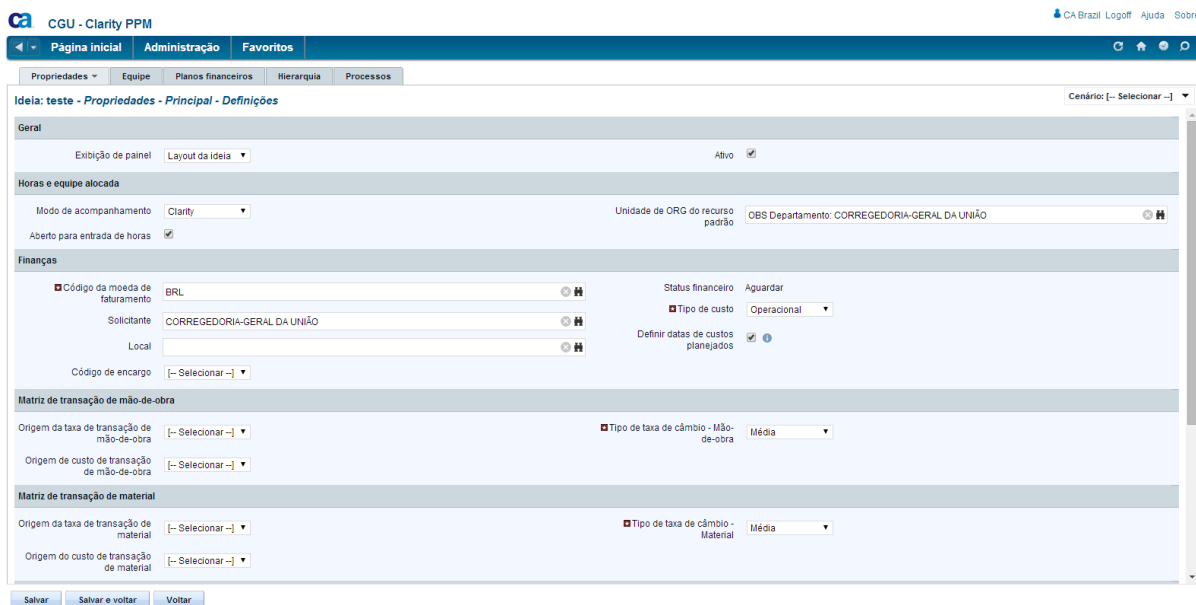 ca CGU - Clarity PPM
CA Brazil Logoff Ajuda Sobre
Página inicial Administração Favoritos
Propriedades Equipe Planos financeiros Hierarquia Processos
Ideia: teste - Propriedades - Principal - Definições
Cenário: [-- Selecionar --]
Geral
Exibição de painel Layout da ideia
Ativo
Horas e equipe alocada
Modo de acompanhamento Clarity
Unidade de ORG do recurso
padrão
OBS Departamento: CORREGEDORIA-GERAL DA UNIÃO
Aberto para entrada de horas
Finanças
Código da moeda de
faturamento
BRL
Status financeiro Aguardar
Tipo de custo Operacional
Solicitante CORREGEDORIA-GERAL DA UNIÃO
Definir datas de custos
planejados
Local
Código de encargo [-- Selecionar --]
Matriz de transação de mão-de-obra
Origem da taxa de transação de
mão-de-obra
[-- Selecionar --]
Tipo de taxa de câmbio - Mão-
de-obra
Média
Origem de custo de transação
de mão-de-obra
[-- Selecionar --]
Matriz de transação de material
Origem da taxa de transação de
material
[-- Selecionar --]
Tipo de taxa de câmbio -
Material
Média
Origem do custo de transação
de material
[-- Selecionar --]
Salvar Salvar e voltar Voltar